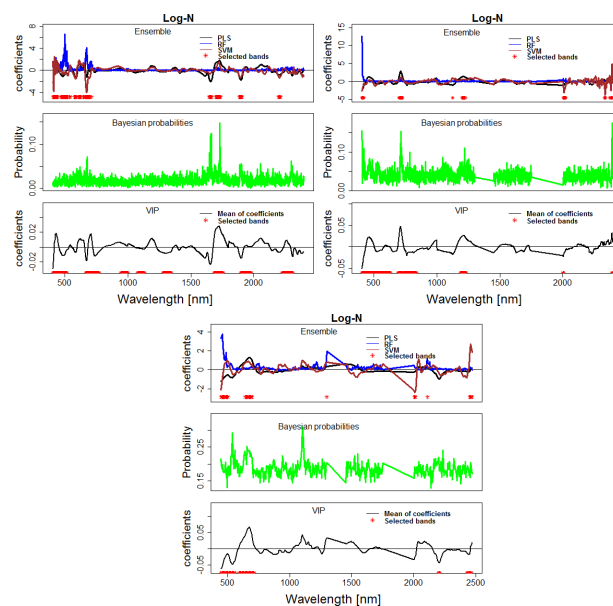 Log-N
Ensemble
PLS
RF
SVM
Selected bands
coefficients
8
4
0
-4
Bayesian probabilities
Probability
0.10
0.00
VIP
Mean of coefficients
Selected bands
coefficients
0.02
-0.02
500
1000
1500
2000
Wavelength [nm]
Log-N
Ensemble
PLS
RF
SVM
Selected bands
coefficients
15
10
5
0
-5
Bayesian probabilities
Probability
0.15
0.10
0.05
0.00
VIP
Mean of coefficients
Selected bands
coefficients
0.05
-0.05
500
1000
1500
2000
Wavelength [nm]
Log-N
Ensemble
PLS
RF
SVM
Selected bands
coefficients
4
2
0
-2
Bayesian probabilities
Probability
0.25
0.15
VIP
Mean of coefficients
Selected bands
coefficients
0.05
-0.05
500
1000
1500
2000
2500
Wavelength [nm]